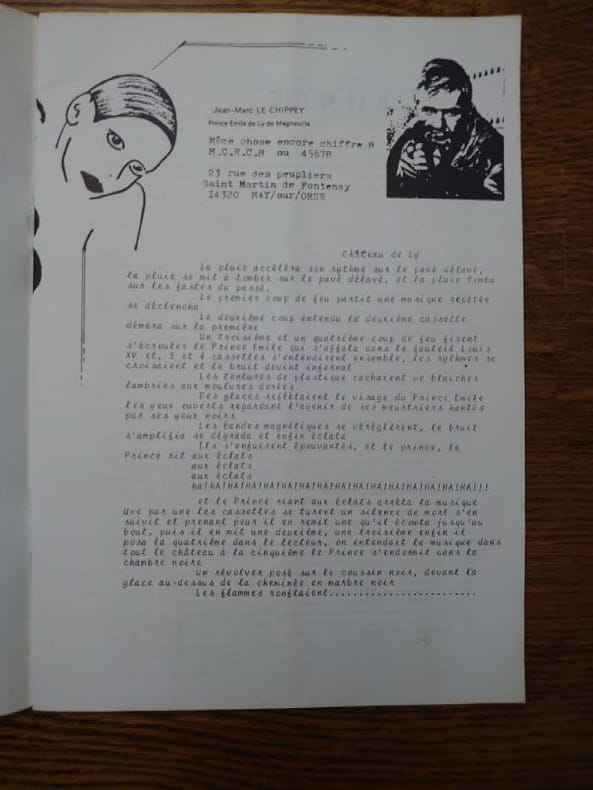 Jean-Marc LE CHIPPEY
Prince Emile de Ly de Magneville
Même chose encore chiffre 8
M.C.E.C.8 ou 45678
23 rue des peupliers
Saint Martin de Fontenay
I4320 MAY/sur/ORNE
Château de Ly
La pluie accéléra son rythme sur le pavé délavé,
la pluie se mit à tomber sur le pavé délavé, et la pluie tomba
sur les fastes du passé.
Le premier coup de feu partit une musique répétée
se déclencha
Le deuxième coup entendu la deuxième cassette
démara sur la première
Un troisième et un quatrième coup de feu firent
s'écrouler le Prince Emile qui s'affala dans le fauteil Louis
XV et, 3 et 4 cassettes s'entendirent ensemble, les rythmes se
croisaient et le bruit devint infernal
Les tentures de plastique cachaient de blanches
lambriées aux moulures dorées
Des glaces reflétaient le visage du Prince Emile
les yeux ouverts regardant l'avenir de ses meurtriers hantés
par ses yeux noirs
Les bandes magnétiques se déréglèrent, le bruit
s'amplifia se dégrada et enfin éclata
Ils s'enfuirent épouvantés, et le prince, le
Prince rit aux éclats
aux éclats
aux éclats
ha!HA!HA!HA!HA!HA!HA!HA!HA!HA!HA!HA!HA!HA!HA!!!
et le Prince riant aux éclats arrêta la musique
Une par une les cassettes se turent un silence de mort s'en
suivit et prenant peur il en remit une qu'il écouta jusqu'au
bout, puis il en mit une deuxième, une troisième enfin il
posa la quatrième dans le lecteur, on entendait la musique dans
tout le château à la cinquième le Prince s'endormit dans la
chambre noire
Un révolver posé sur le coussin noir, devant la
glace au-dessus de la cheminée en marbre noir
Les flammes ronflaient.........................